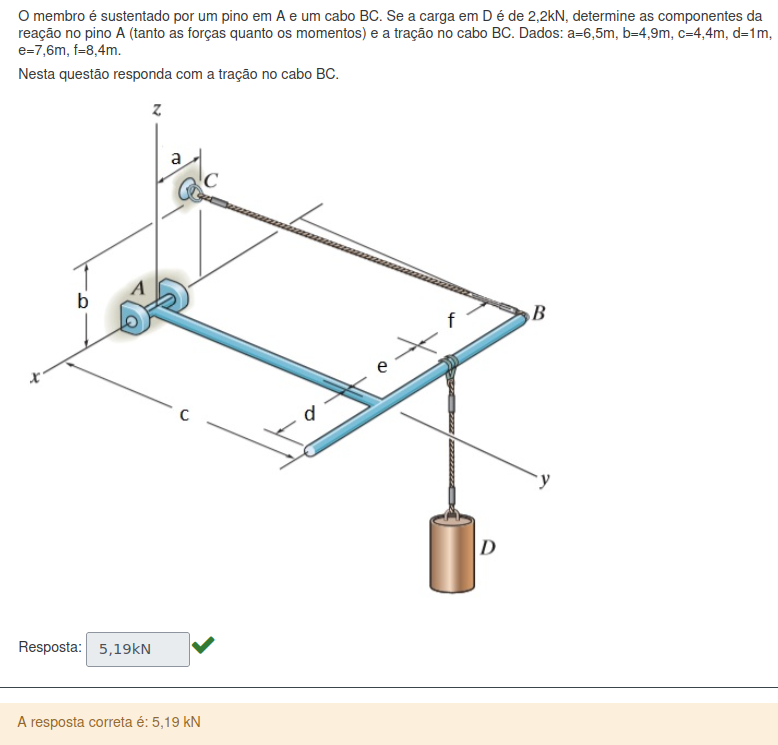 O membro é sustentado por um pino em A e um cabo BC. Se a carga em D é de 2,2kN, determine as componentes da
reação no pino A (tanto as forças quanto os momentos) e a tração no cabo BC. Dados: a=6,5m, b=4,9m, c=4,4m, d=1m,
e=7,6m, f=8,4m.
Nesta questão responda com a tração no cabo BC.
z
a
C
A
b
B
f
e
x
d
c
y
D
Resposta: 5,19kN
A resposta correta é: 5,19 kN